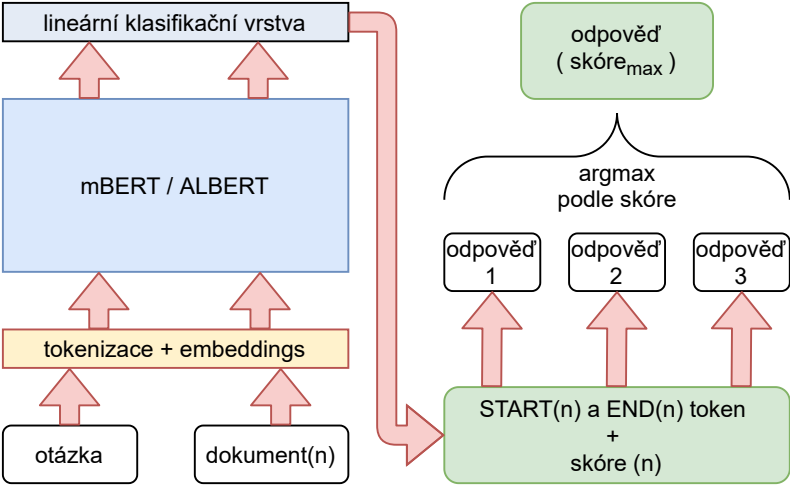 lineární klasifikační vrstva
mBERT / ALBERT
tokenizace + embeddings
otázka
dokument(n)
odpověď
( skóremax )
argmax
podle skóre
odpověď
1
odpověď
2
odpověď
3
START(n) a END(n) token
+
skóre (n)